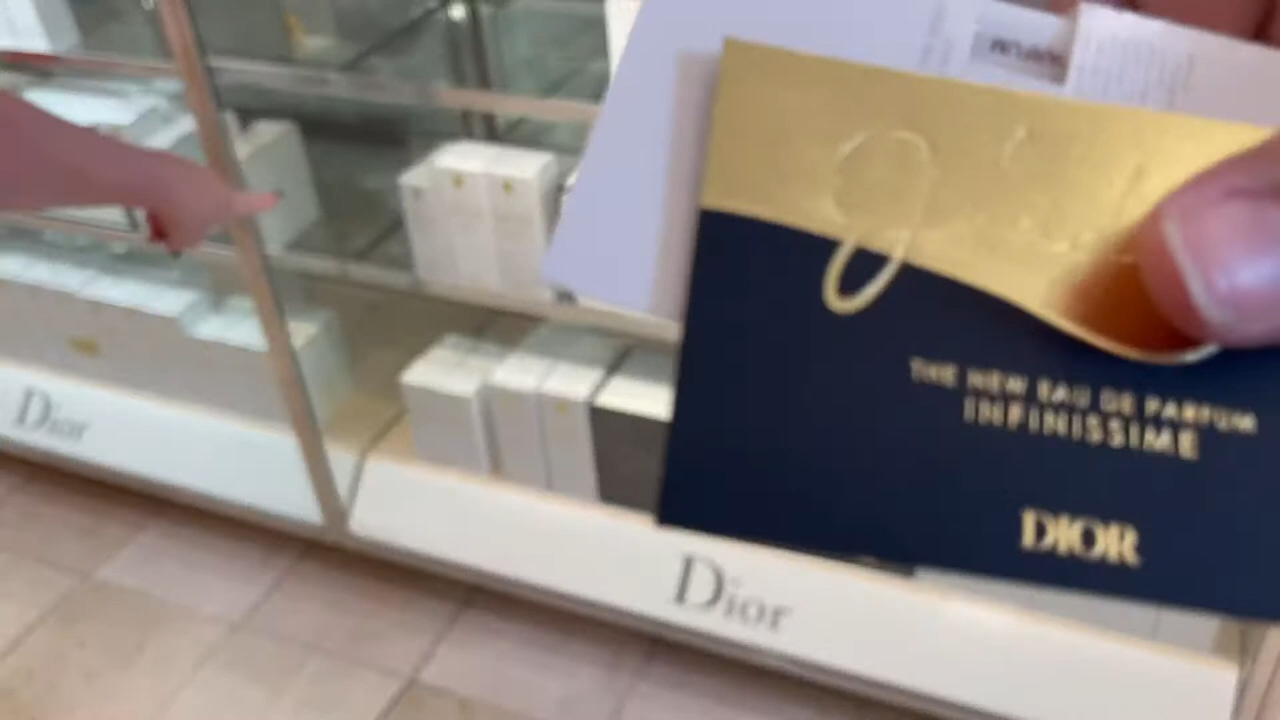 THE NEW EAU DE PARFUM
INFINISSIME
DIOR
Dior
Dior